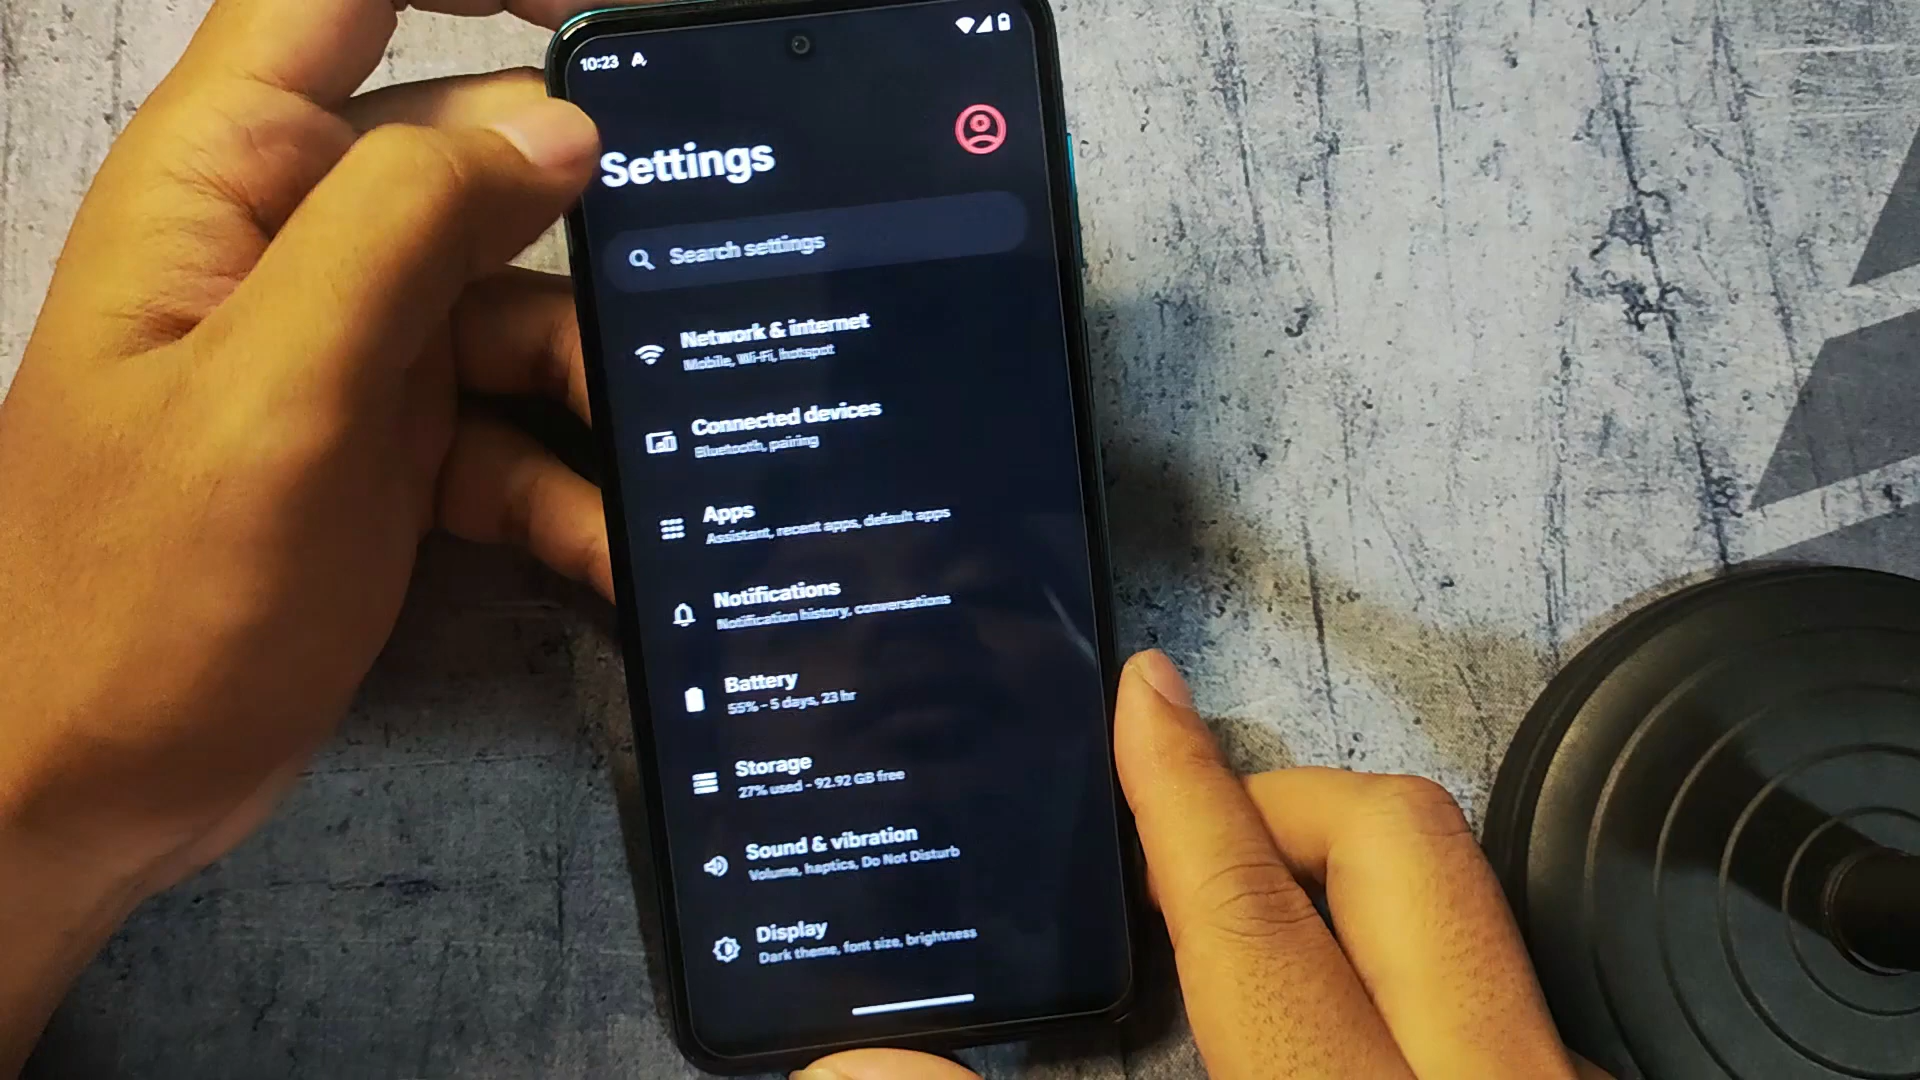 10:23
Settings
Search settings
Network & internet
Mobile, Wi-Fi, hotspot
Connected devices
Bluetooth, pairing
Apps
Assistant, recent apps, default apps
Notifications
Notification history, conversations
Battery
55% - 5 days, 23 hr
Storage
27% used - 92.92 GB free
Sound & vibration
Volume, haptics, Do Not Disturb
Display
Dark theme, font size, brightness